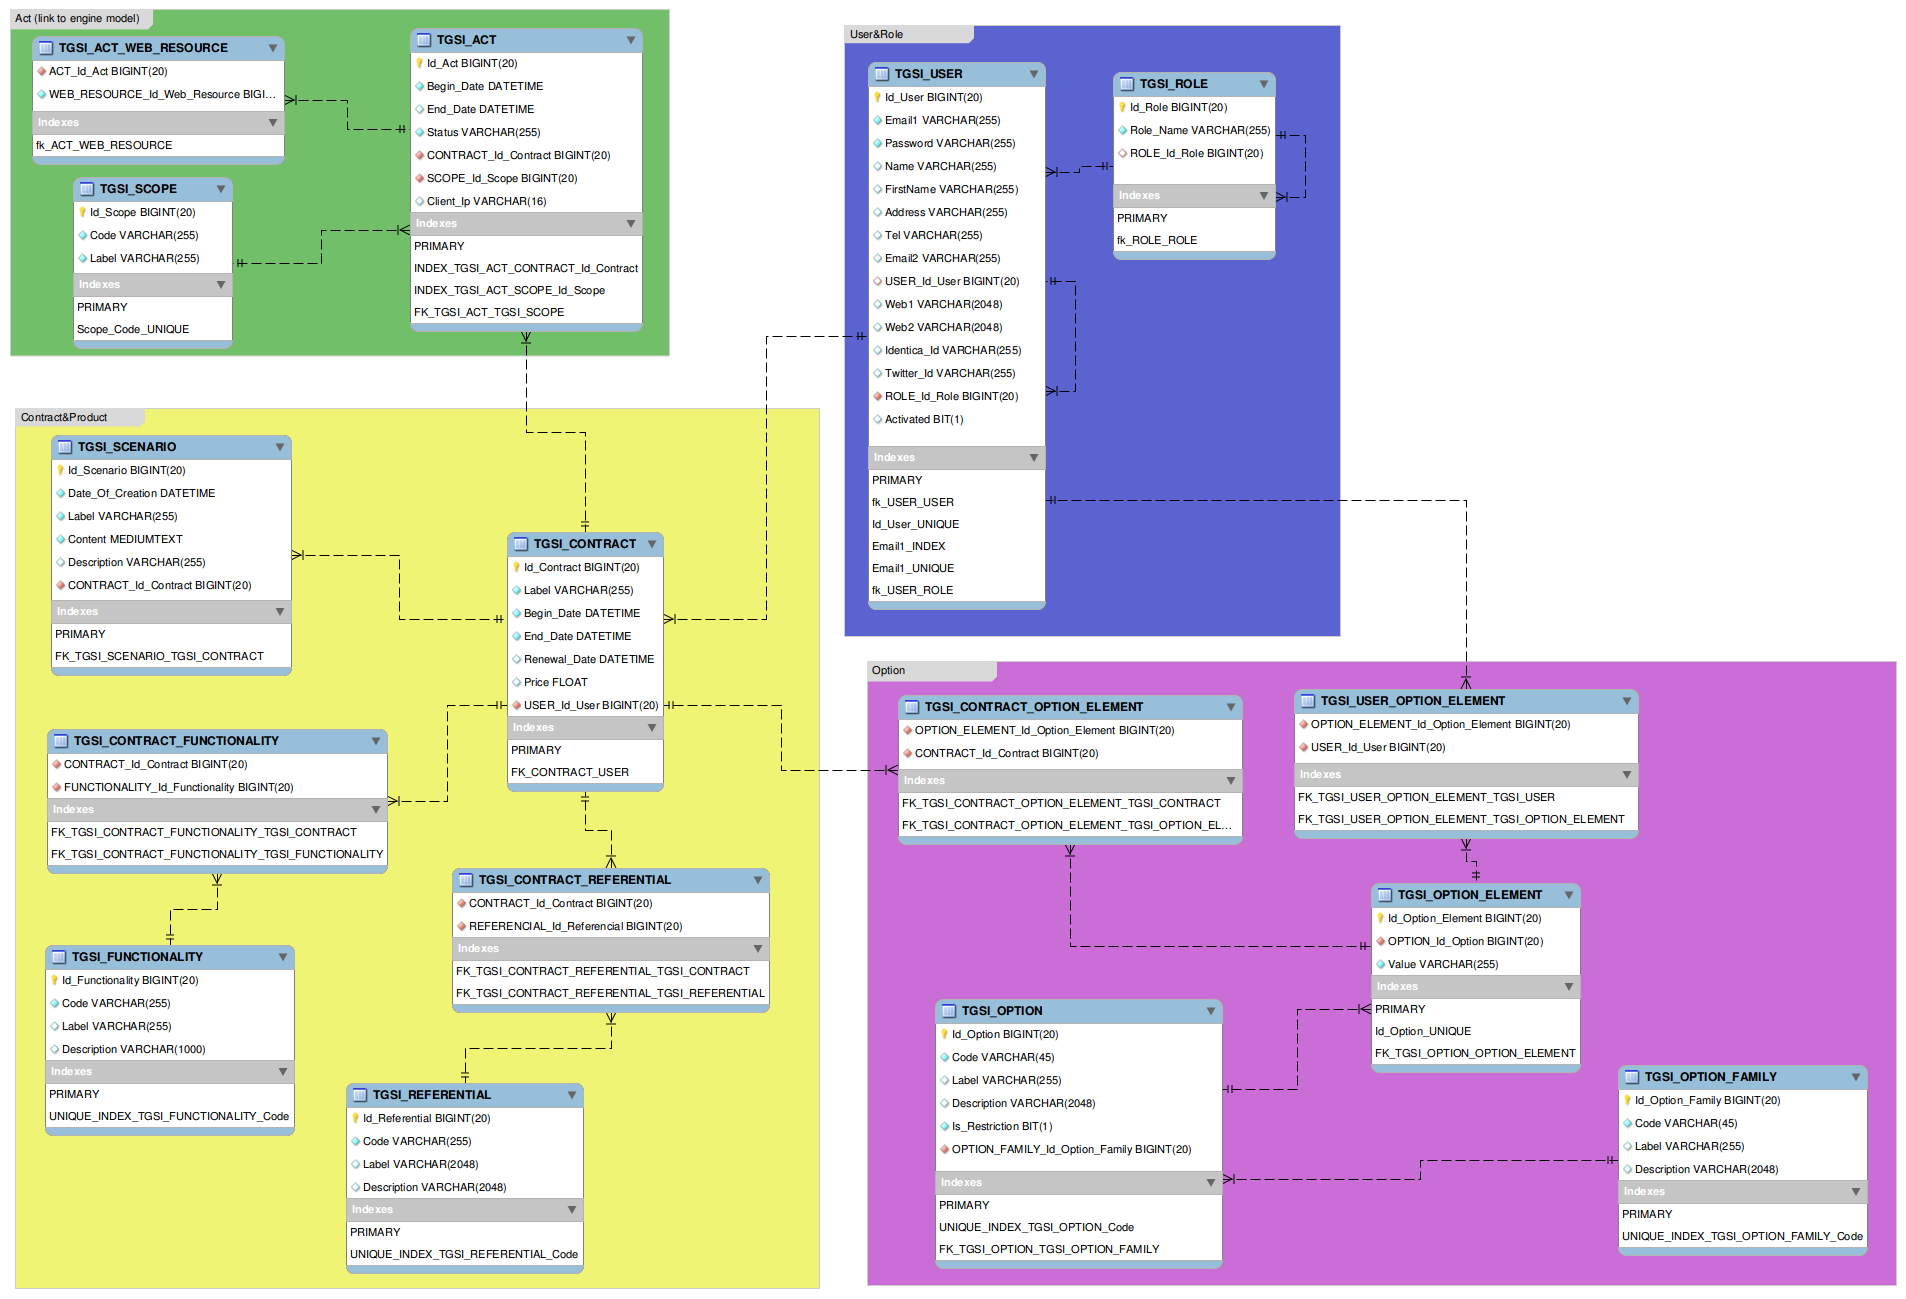 Act (link to engine model)
TGSI_ACT_WEB_RESOURCE
ACT_Id_Act BIGINT(20)
WEB_RESOURCE_Id_Web_Resource BIGI...
Indexes
fk_ACT_WEB_RESOURCE
TGSI_SCOPE
Id_Scope BIGINT(20)
Code VARCHAR(255)
Label VARCHAR(255)
Indexes
PRIMARY
Scope_Code_UNIQUE
TGSI_ACT
Id_Act BIGINT(20)
Begin_Date DATETIME
End_Date DATETIME
Status VARCHAR(255)
CONTRACT_Id_Contract BIGINT(20)
SCOPE_Id_Scope BIGINT(20)
Client_Ip VARCHAR(16)
Indexes
PRIMARY
INDEX_TGSI_ACT_CONTRACT_Id_Contract
INDEX_TGSI_ACT_SCOPE_Id_Scope
FK_TGSI_ACT_TGSI_SCOPE
User&Role
TGSI_USER
Id_User BIGINT(20)
Email1 VARCHAR(255)
Password VARCHAR(255)
Name VARCHAR(255)
FirstName VARCHAR(255)
Address VARCHAR(255)
Tel VARCHAR(255)
Email2 VARCHAR(255)
USER_Id_User BIGINT(20)
Web1 VARCHAR(2048)
Web2 VARCHAR(2048)
Identica_Id VARCHAR(255)
Twitter_Id VARCHAR(255)
ROLE_Id_Role BIGINT(20)
Activated BIT(1)
Indexes
PRIMARY
fk_USER_USER
Id_User_UNIQUE
Email1_INDEX
Email1_UNIQUE
fk_USER_ROLE
TGSI_ROLE
Id_Role BIGINT(20)
Role_Name VARCHAR(255)
ROLE_Id_Role BIGINT(20)
Indexes
PRIMARY
fk_ROLE_ROLE
Contract&Product
TGSI_SCENARIO
Id_Scenario BIGINT(20)
Date_Of_Creation DATETIME
Label VARCHAR(255)
Content MEDIUMTEXT
Description VARCHAR(255)
CONTRACT_Id_Contract BIGINT(20)
Indexes
PRIMARY
FK_TGSI_SCENARIO_TGSI_CONTRACT
TGSI_CONTRACT
Id_Contract BIGINT(20)
Label VARCHAR(255)
Begin_Date DATETIME
End_Date DATETIME
Renewal_Date DATETIME
Price FLOAT
USER_Id_User BIGINT(20)
Indexes
PRIMARY
FK_CONTRACT_USER
TGSI_CONTRACT_FUNCTIONALITY
CONTRACT_Id_Contract BIGINT(20)
FUNCTIONALITY_Id_Functionality BIGINT(20)
Indexes
FK_TGSI_CONTRACT_FUNCTIONALITY_TGSI_CONTRACT
FK_TGSI_CONTRACT_FUNCTIONALITY_TGSI_FUNCTIONALITY
TGSI_CONTRACT_REFERENTIAL
CONTRACT_Id_Contract BIGINT(20)
REFERENCIAL_Id_Referencial BIGINT(20)
Indexes
FK_TGSI_CONTRACT_REFERENTIAL_TGSI_CONTRACT
FK_TGSI_CONTRACT_REFERENTIAL_TGSI_REFERENTIAL
TGSI_FUNCTIONALITY
Id_Functionality BIGINT(20)
Code VARCHAR(255)
Label VARCHAR(255)
Description VARCHAR(1000)
Indexes
PRIMARY
UNIQUE_INDEX_TGSI_FUNCTIONALITY_Code
TGSI_REFERENTIAL
Id_Referential BIGINT(20)
Code VARCHAR(255)
Label VARCHAR(2048)
Description VARCHAR(2048)
Indexes
PRIMARY
UNIQUE_INDEX_TGSI_REFERENTIAL_Code
Option
TGSI_CONTRACT_OPTION_ELEMENT
OPTION_ELEMENT_Id_Option_Element BIGINT(20)
CONTRACT_Id_Contract BIGINT(20)
Indexes
FK_TGSI_CONTRACT_OPTION_ELEMENT_TGSI_CONTRACT
FK_TGSI_CONTRACT_OPTION_ELEMENT_TGSI_OPTION_EL...
TGSI_USER_OPTION_ELEMENT
OPTION_ELEMENT_Id_Option_Element BIGINT(20)
USER_Id_User BIGINT(20)
Indexes
FK_TGSI_USER_OPTION_ELEMENT_TGSI_USER
FK_TGSI_USER_OPTION_ELEMENT_TGSI_OPTION_ELEMENT
TGSI_OPTION_ELEMENT
Id_Option_Element BIGINT(20)
OPTION_Id_Option BIGINT(20)
Value VARCHAR(255)
Indexes
PRIMARY
Id_Option_UNIQUE
FK_TGSI_OPTION_OPTION_ELEMENT
TGSI_OPTION
Id_Option BIGINT(20)
Code VARCHAR(45)
Label VARCHAR(255)
Description VARCHAR(2048)
Is_Restriction BIT(1)
OPTION_FAMILY_Id_Option_Family BIGINT(20)
Indexes
PRIMARY
UNIQUE_INDEX_TGSI_OPTION_Code
FK_TGSI_OPTION_TGSI_OPTION_FAMILY
TGSI_OPTION_FAMILY
Id_Option_Family BIGINT(20)
Code VARCHAR(45)
Label VARCHAR(255)
Description VARCHAR(2048)
Indexes
PRIMARY
UNIQUE_INDEX_TGSI_OPTION_FAMILY_Code